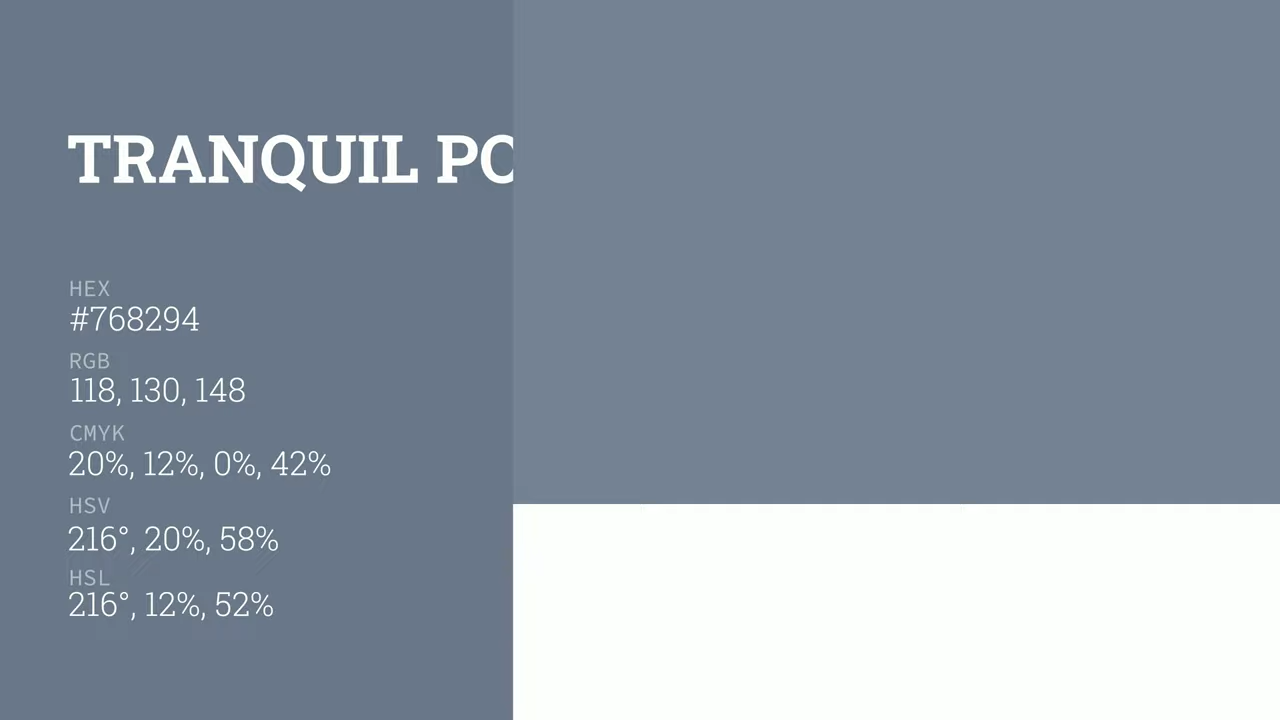 TRANQUIL
HEX
#768294
RGB
118, 130, 148
CMYK
20%, 12%, 0%, 42%
HSV
216°, 20%, 58%
HSL
216°, 12%, 52%